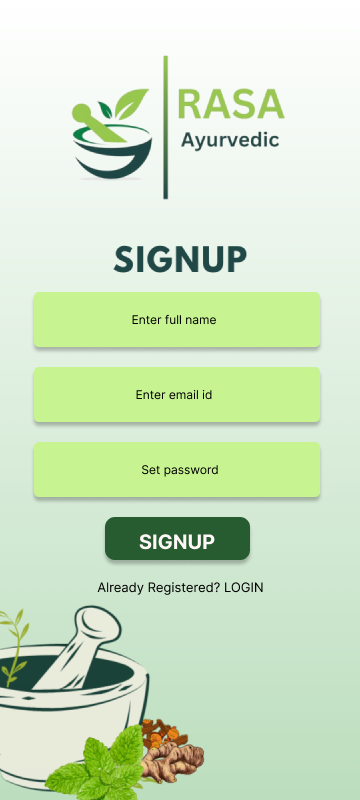 RASA
Ayurvedic
SIGNUP
Enter full name
Enter email id
Set password
SIGNUP
Already Registered? LOGIN